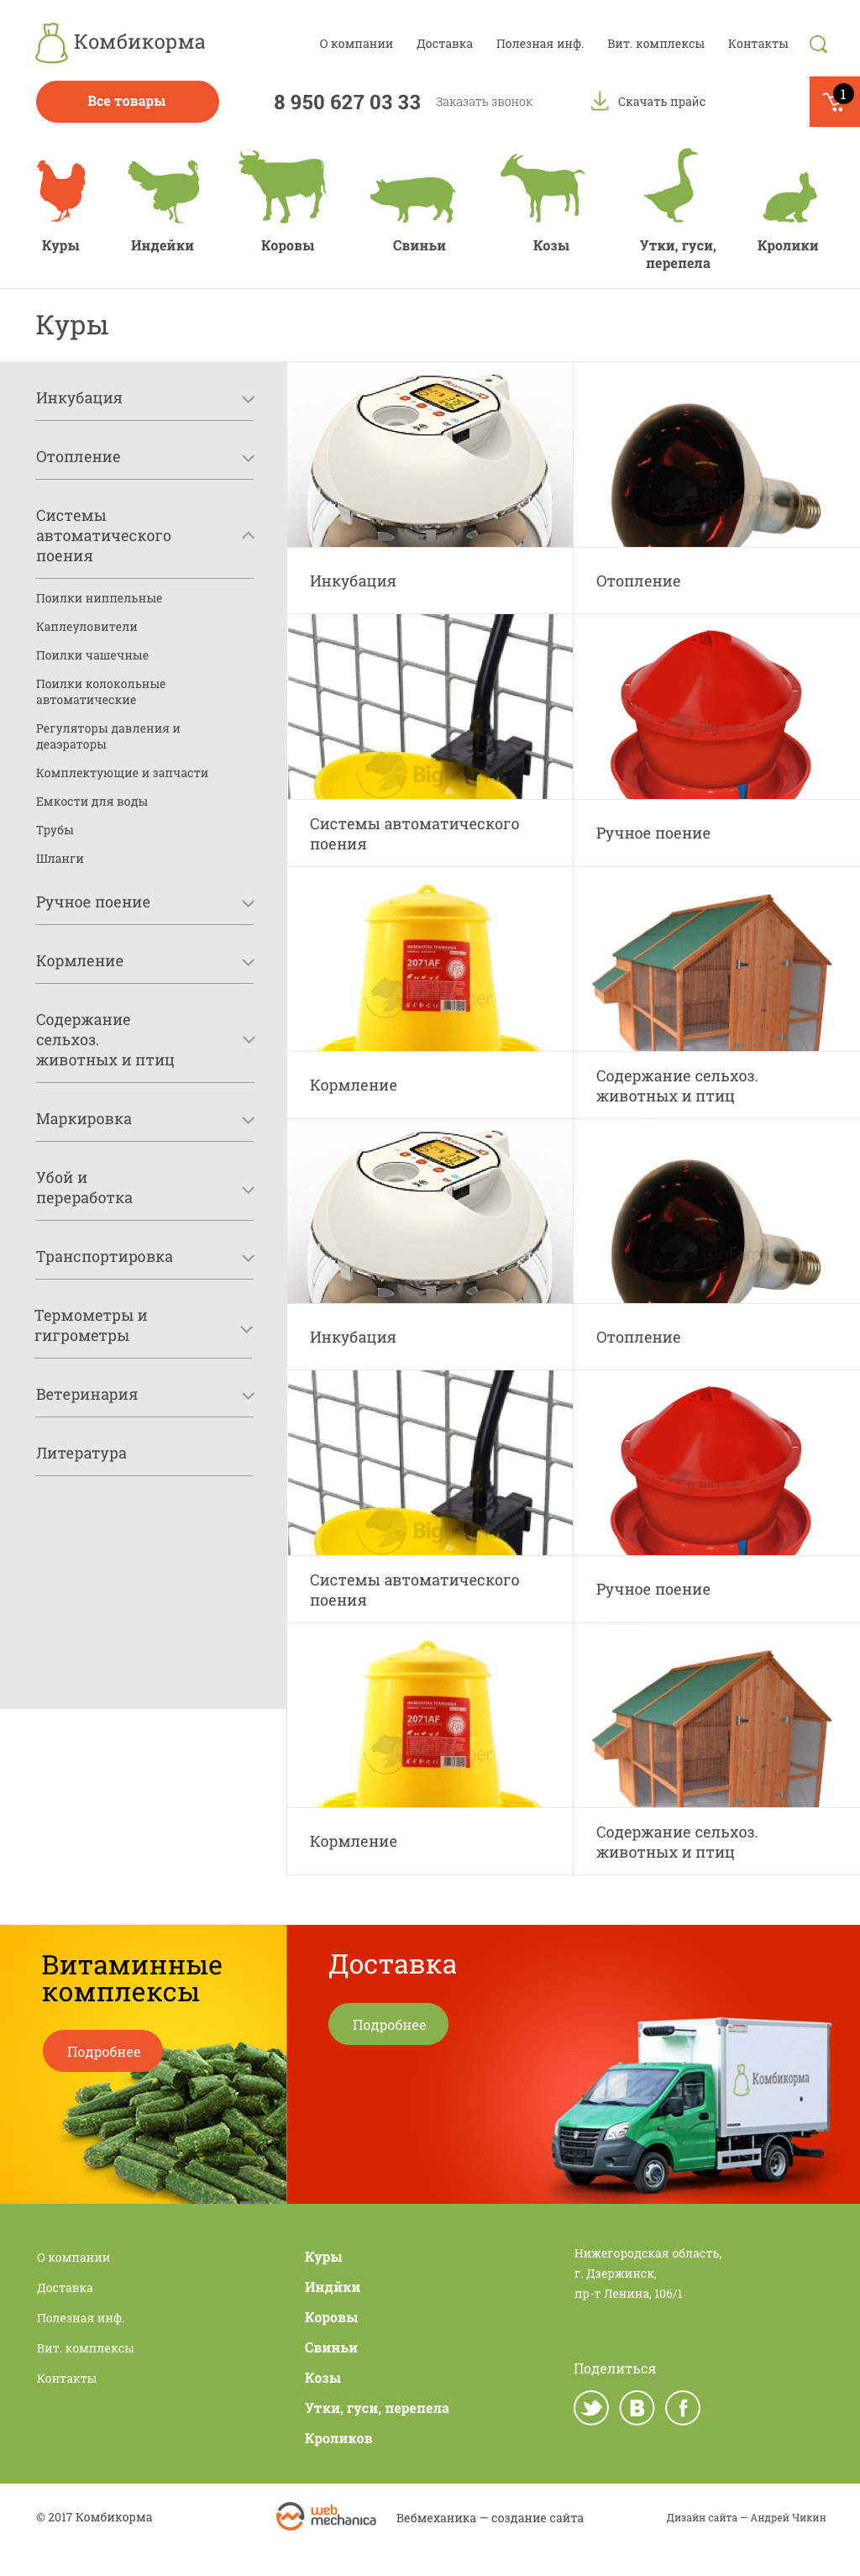 Комбикорма
О компании
Доставка
Полезная инф.
Вит. комплексы
Контакты
Все товары
8 950 627 03 33
Заказать звонок
Скачать прайс
1
Куры
Индейки
Коровы
Свиньи
Козы
Утки, гуси,
перепела
Кролики
Куры
Инкубация
Отопление
Системы
автоматического
поения
Поилки ниппельные
Каплеуловители
Поилки чашечные
Поилки колокольные
автоматические
Регуляторы давления и
деаэраторы
Комплектующие и запчасти
Емкости для воды
Трубы
Шланги
Ручное поение
Кормление
Содержание
сельхоз.
животных и птиц
Маркировка
Убой и
переработка
Транспортировка
Термометры и
гигрометры
Ветеринария
Литература
Инкубация
Отопление
Системы автоматического
поения
Ручное поение
2071AF
Кормление
Содержание сельхоз.
животных и птиц
Инкубация
Отопление
Системы автоматического
поения
Ручное поение
2071AF
Кормление
Содержание сельхоз.
животных и птиц
Витаминные
комплексы
Подробнее
Доставка
Подробнее
Комбикорма
О компании
Доставка
Полезная инф.
Вит. комплексы
Контакты
Куры
Индйки
Коровы
Свиньи
Козы
Утки, гуси, перепела
Кроликов
Нижегородская область,
г. Дзержинск,
пр-т Ленина, 106/1
Поделиться
© 2017 Комбикорма
web
mechanica
Вебмеханика — создание сайта
Дизайн сайта — Андрей Чикин